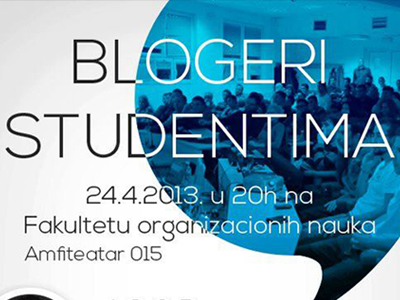 BLOGERI
STUDENTIMA
24.4.2013. u 20h na
Fakultetu organizacionih nauka
Amfiteatar 015